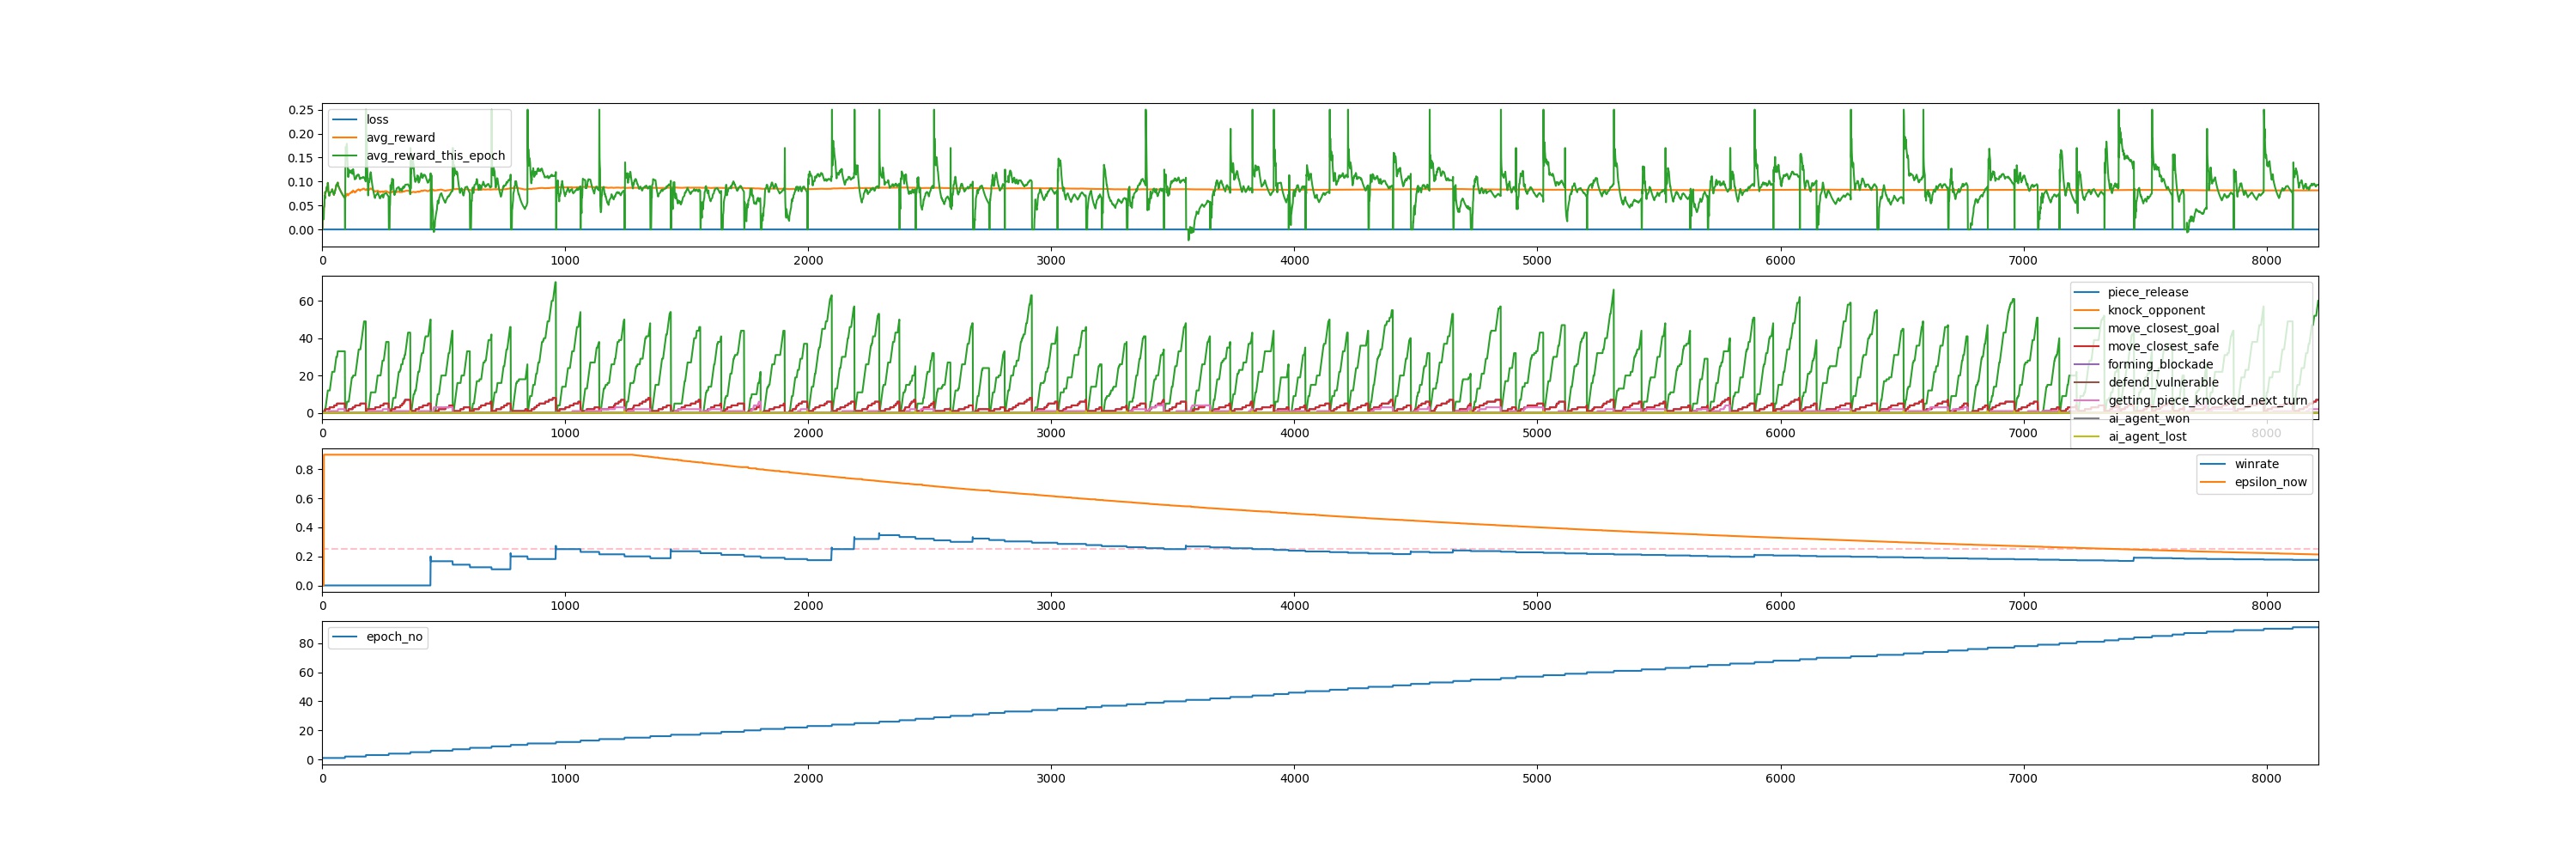 0.25
0.20
0.15
0.10
0.05
0.00
loss
avg_reward
avg_reward_this_epoch
0 1000 2000 3000 4000 5000 6000 7000 8000
60
40
20
0
piece_release
knock_opponent
move_closest_goal
move_closest_safe
forming_blockade
defend_vulnerable
getting_piece_knocked_next_turn
ai_agent_won
ai_agent_lost
0 1000 2000 3000 4000 5000 6000 7000 8000
0.8
0.6
0.4
0.2
0.0
winrate
epsilon_now
0 1000 2000 3000 4000 5000 6000 7000 8000
80
60
40
20
0
epoch_no
0 1000 2000 3000 4000 5000 6000 7000 8000